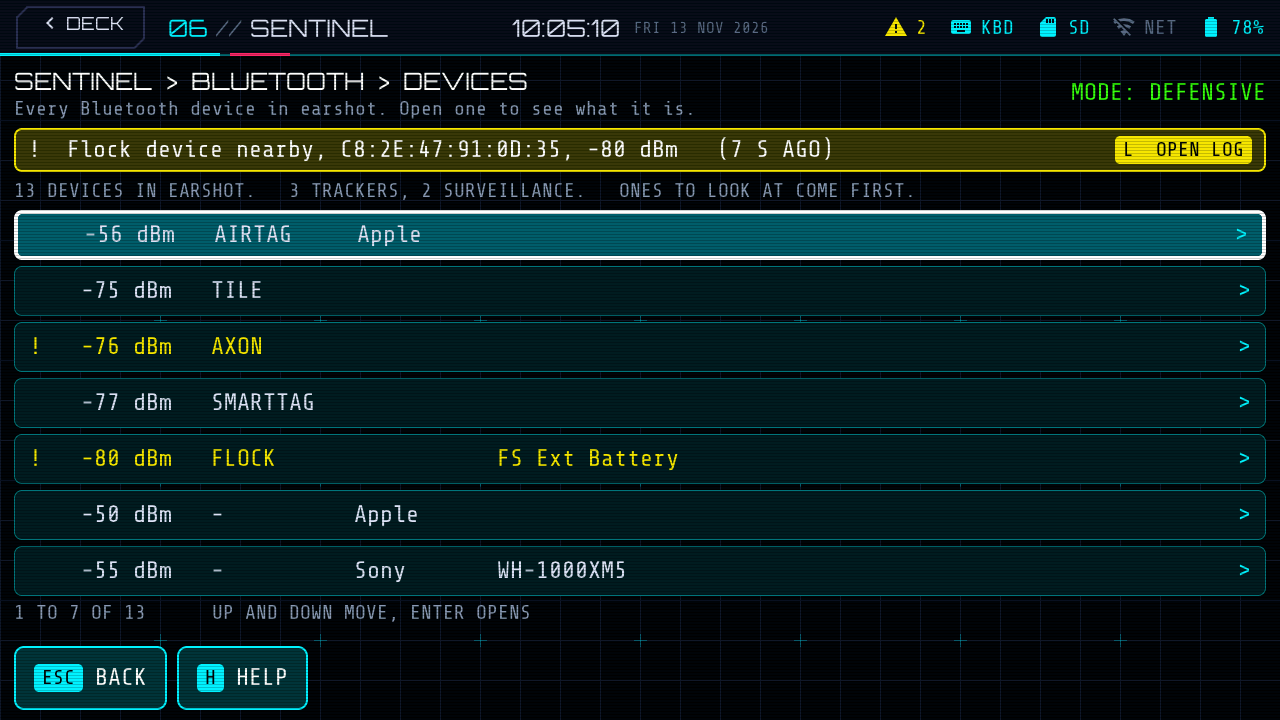 < DECK 06 // SENTINEL 10:05:10 FRI 13 NOV 2026 2 KBD SD NET 78%
SENTINEL > BLUETOOTH > DEVICES
Every Bluetooth device in earshot. Open one to see what it is.
MODE: DEFENSIVE
! Flock device nearby, C8:2E:47:91:0D:35, -80 dBm (7 S AGO) L OPEN LOG
13 DEVICES IN EARSHOT. 3 TRACKERS, 2 SURVEILLANCE. ONES TO LOOK AT COME FIRST.
-56 dBm AIRTAG Apple >
-75 dBm TILE >
! -76 dBm AXON >
-77 dBm SMARTTAG >
! -80 dBm FLOCK FS Ext Battery >
-50 dBm - Apple >
-55 dBm - Sony WH-1000XM5 >
1 TO 7 OF 13 UP AND DOWN MOVE, ENTER OPENS
ESC BACK H HELP